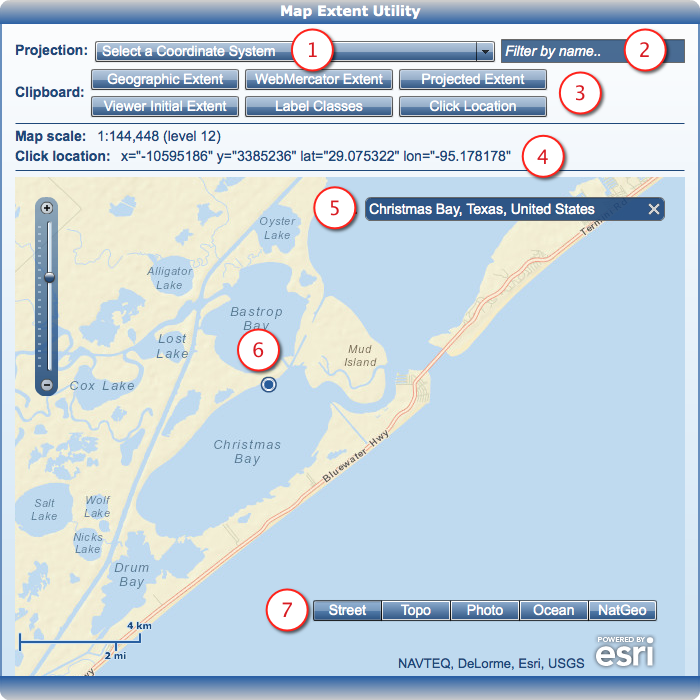 Map Extent Utility
Projection: Select a Coordinate System 1 Filter by name.. 2
Clipboard: Geographic Extent WebMercator Extent Projected Extent 3
Viewer Initial Extent Label Classes Click Location
Map scale: 1:144,448 (level 12)
Click location: x="-10595186" y="3385236" lat="29.075322" lon="-95.178178" 4
5 Christmas Bay, Texas, United States
Oyster
Lake
Alligator
Lake
Bastrop
Bay
Lost
Lake
Mud
Island
6
Cox Lake
Christmas
Bay
Bluewater Hwy
Salt
Lake
Wolf
Lake
Nicks
Lake
Drum
Bay
7 Street Topo Photo Ocean NatGeo
4 km
2 mi
NAVTEQ, DeLorme, Esri, USGS
POWERED BY
esri